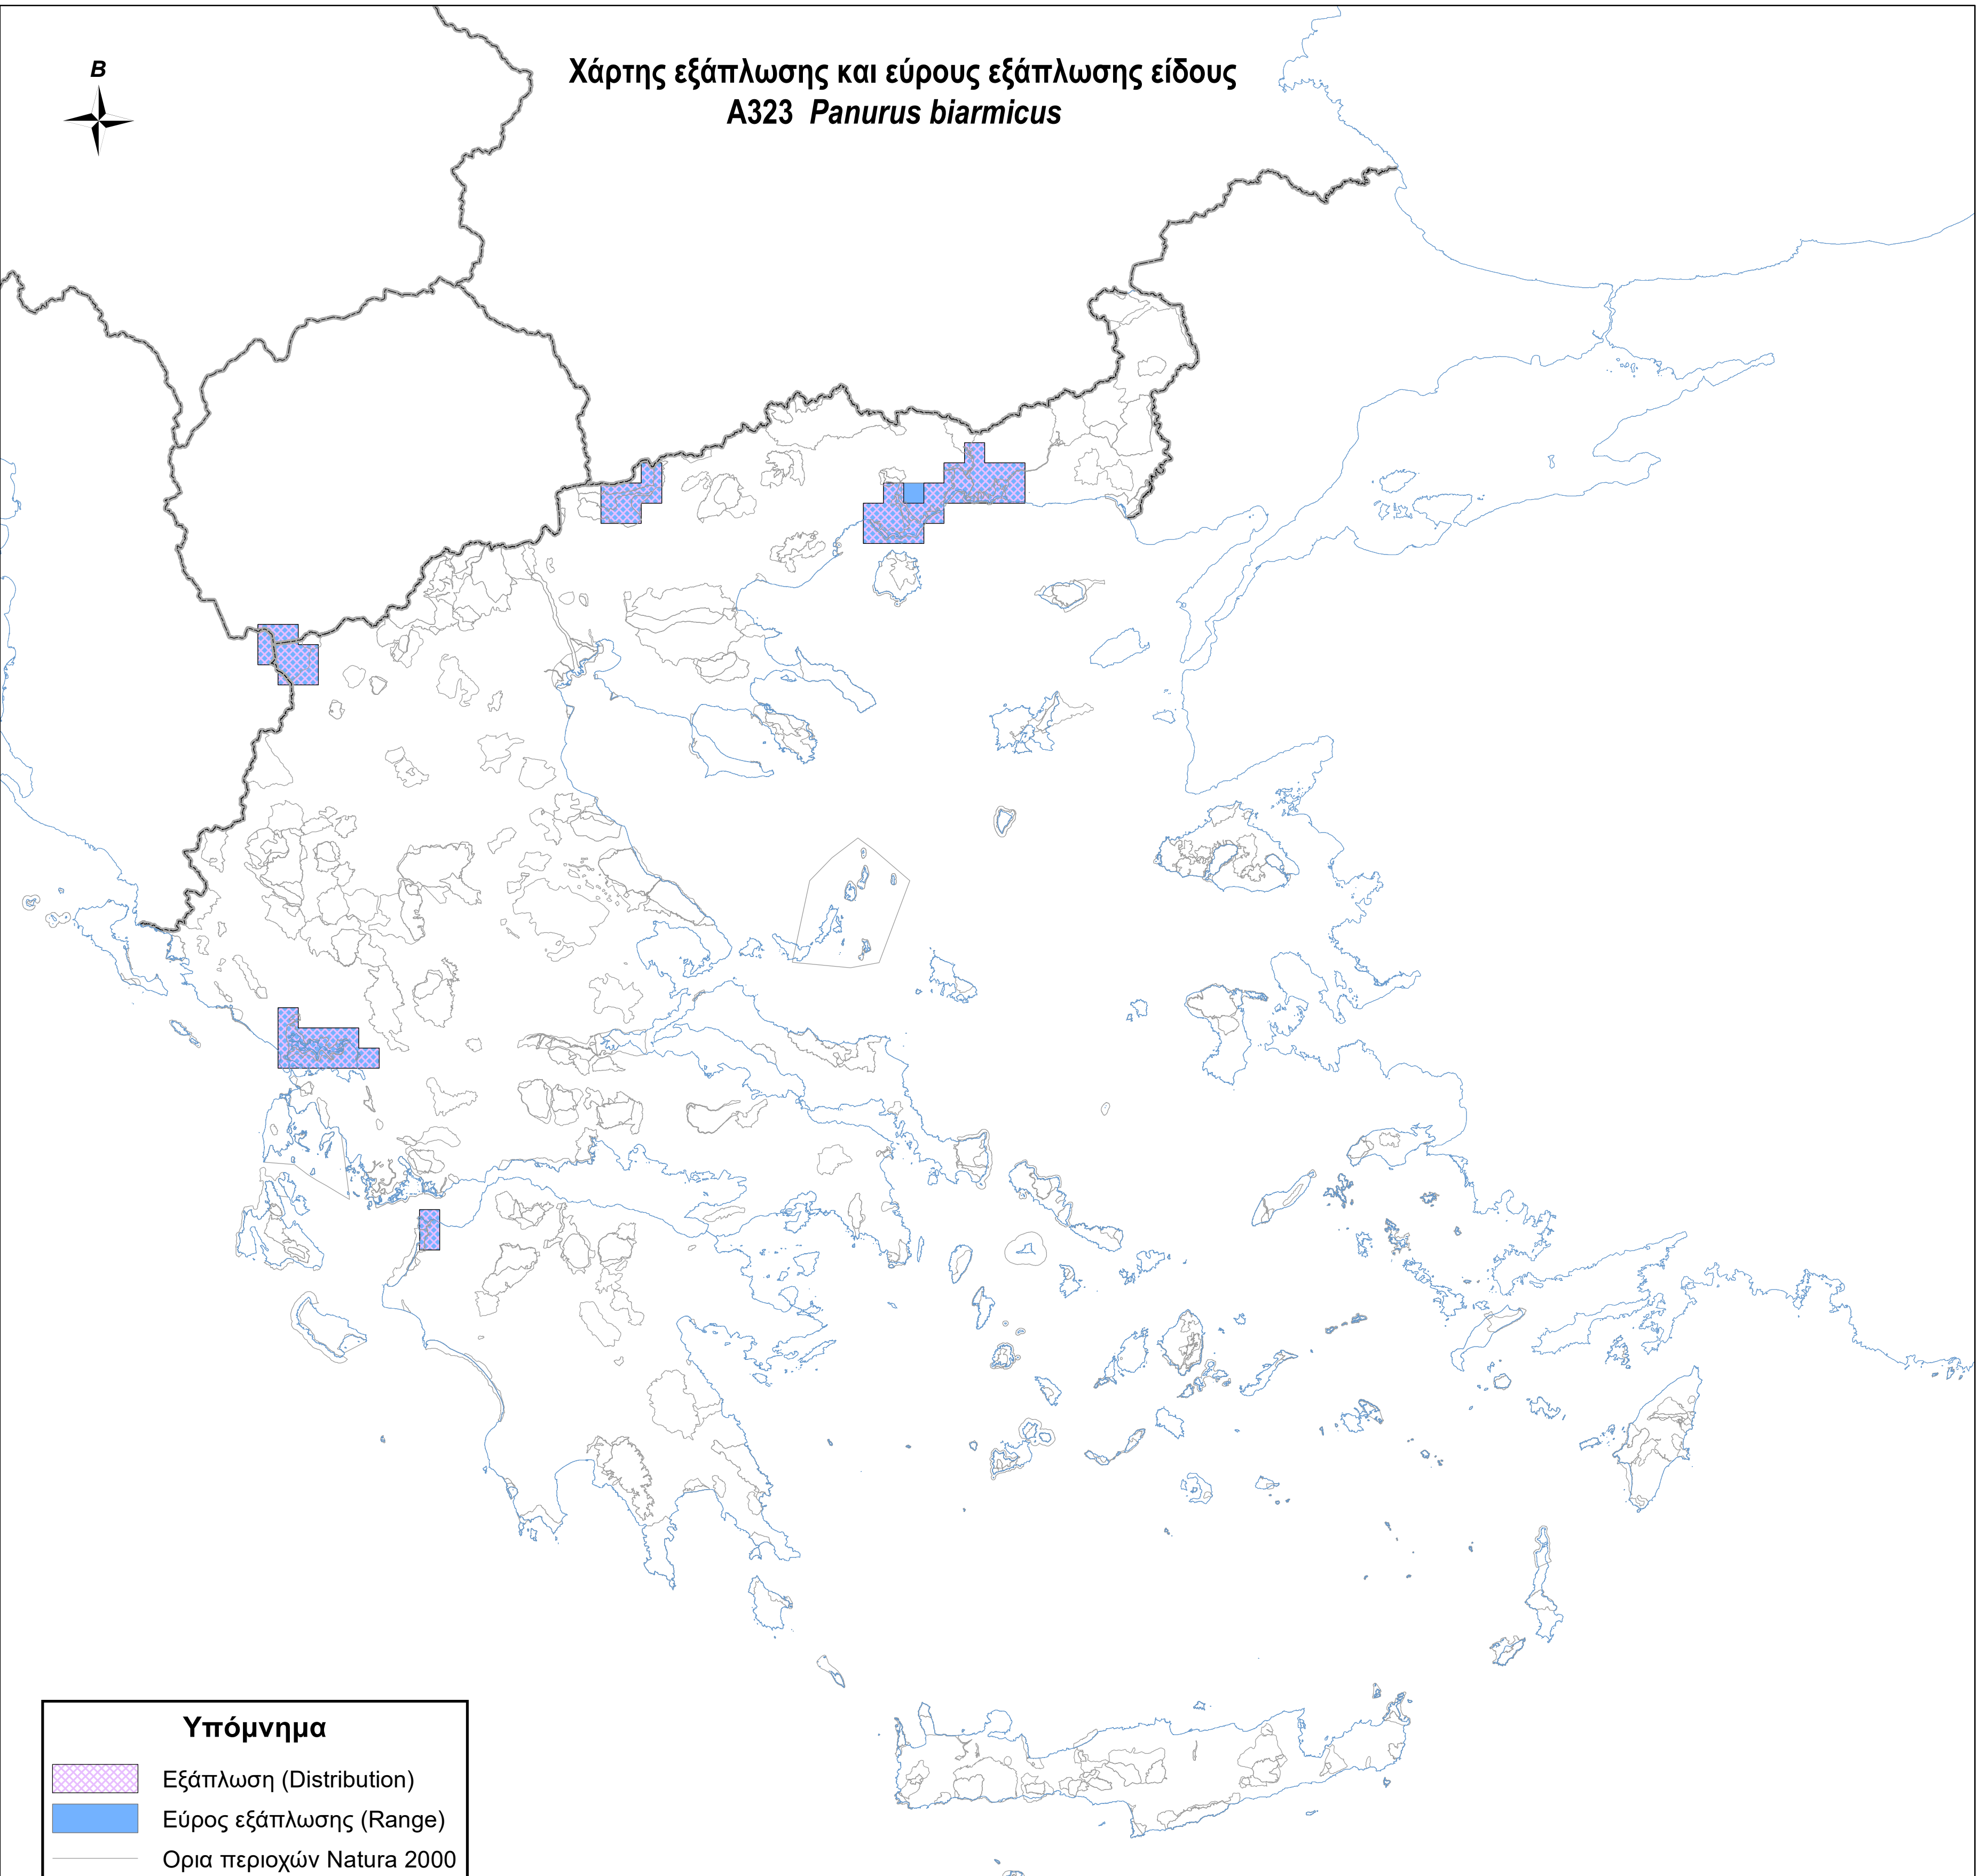 B
Χάρτης εξάπλωσης και εύρους εξάπλωσης είδους
A323 Panurus biarmicus
Υπόμνημα
Εξάπλωση (Distribution)
Εύρος εξάπλωσης (Range)
Ορια περιοχών Natura 2000